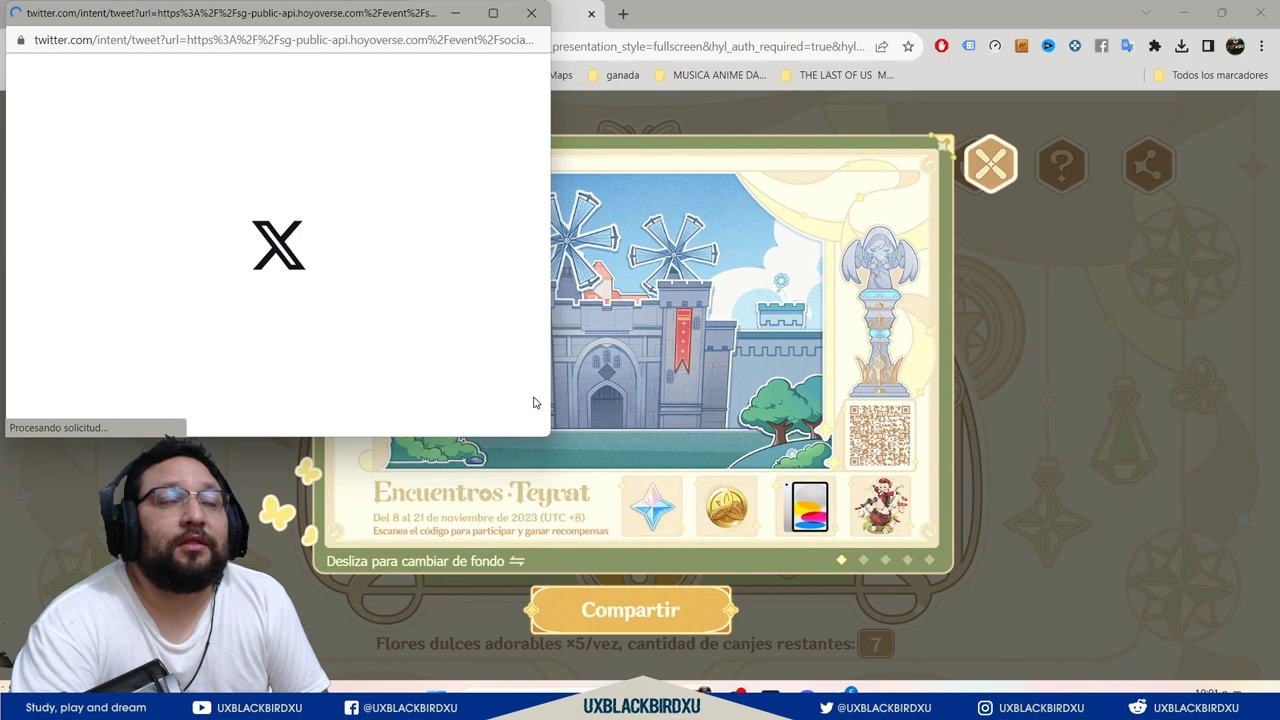 twitter.com/intent/tweet?url=https%3A%2F%2Fsg-public-api.hoyoverse.com%2Fevent%2Fs...
twitter.com/intent/tweet?url=https%3A%2F%2Fsg-public-api.hoyoverse.com%2Fevent%2Fsocia...
presentation_style=fullscreen&hyl_auth_required=true&hyl...
Maps ganada MUSICA ANIME DA... THE LAST OF US M... Todos los marcadores
X
Procesando solicitud...
Encuentros·Teyvat
Del 8 al 21 de noviembre de 2023 (UTC +8)
Escanea el código para participar y ganar recompensas
Desliza para cambiar de fondo
Compartir
Flores dulces adorables ×5/vez, cantidad de canjes restantes: 7
Study, play and dream UXBLACKBIRDXU @UXBLACKBIRDXU UXBLACKBIRDXU @UXBLACKBIRDXU UXBLACKBIRDXU UXBLACKBIRDXU